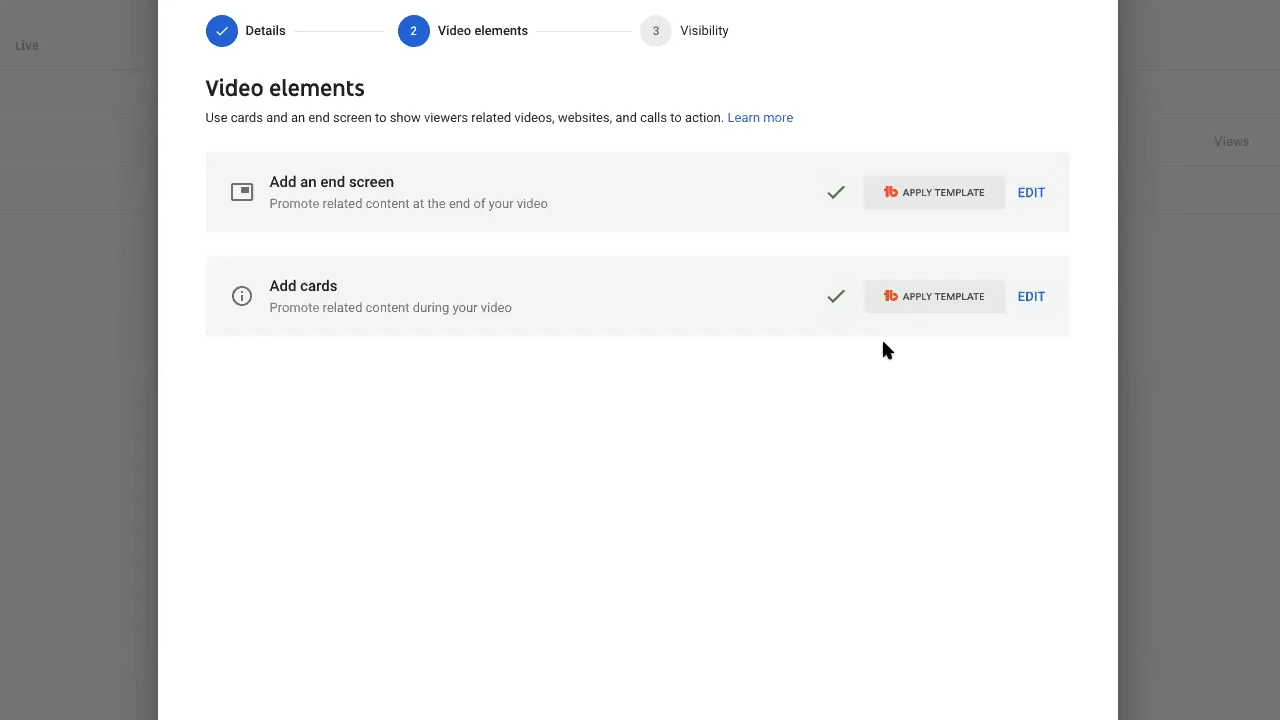 Details
2 Video elements
3 Visibility
Live
Video elements
Use cards and an end screen to show viewers related videos, websites, and calls to action. Learn more
Views
Add an end screen
Promote related content at the end of your video
APPLY TEMPLATE
EDIT
Add cards
Promote related content during your video
APPLY TEMPLATE
EDIT